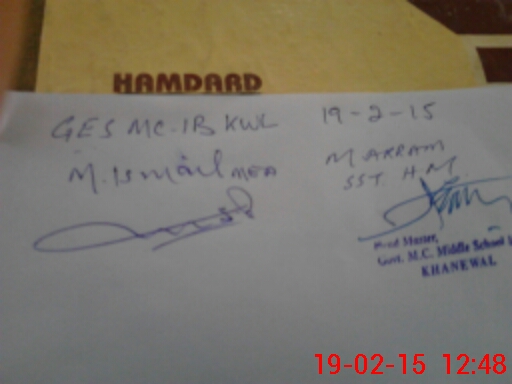 HAMDARD
GES MC-1B KWL
19-2-15
M. Ismail MEA
M AKRAM
SST. H.M.
Head Master,
Govt. M.C. Middle School
KHANEWAL
19-02-15 12:48